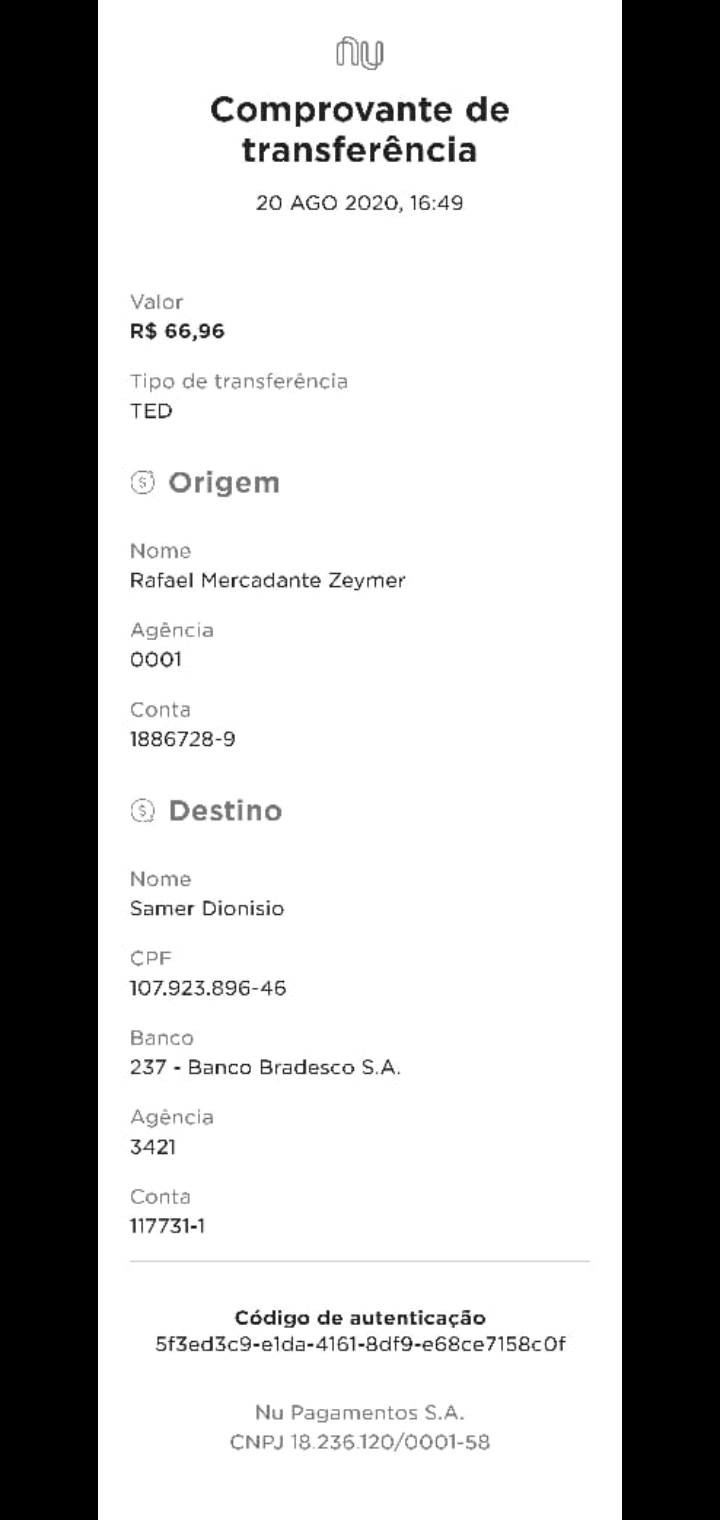 nu
Comprovante de
transferência
20 AGO 2020, 16:49
Valor
R$ 66,96
Tipo de transferência
TED
Origem
Nome
Rafael Mercadante Zeymer
Agência
0001
Conta
1886728-9
Destino
Nome
Samer Dionisio
CPF
107.923.896-46
Banco
237 - Banco Bradesco S.A.
Agência
3421
Conta
117731-1
Código de autenticação
5f3ed3c9-e1da-4161-8df9-e68ce7158c0f
Nu Pagamentos S.A.
CNPJ 18.236.120/0001-58